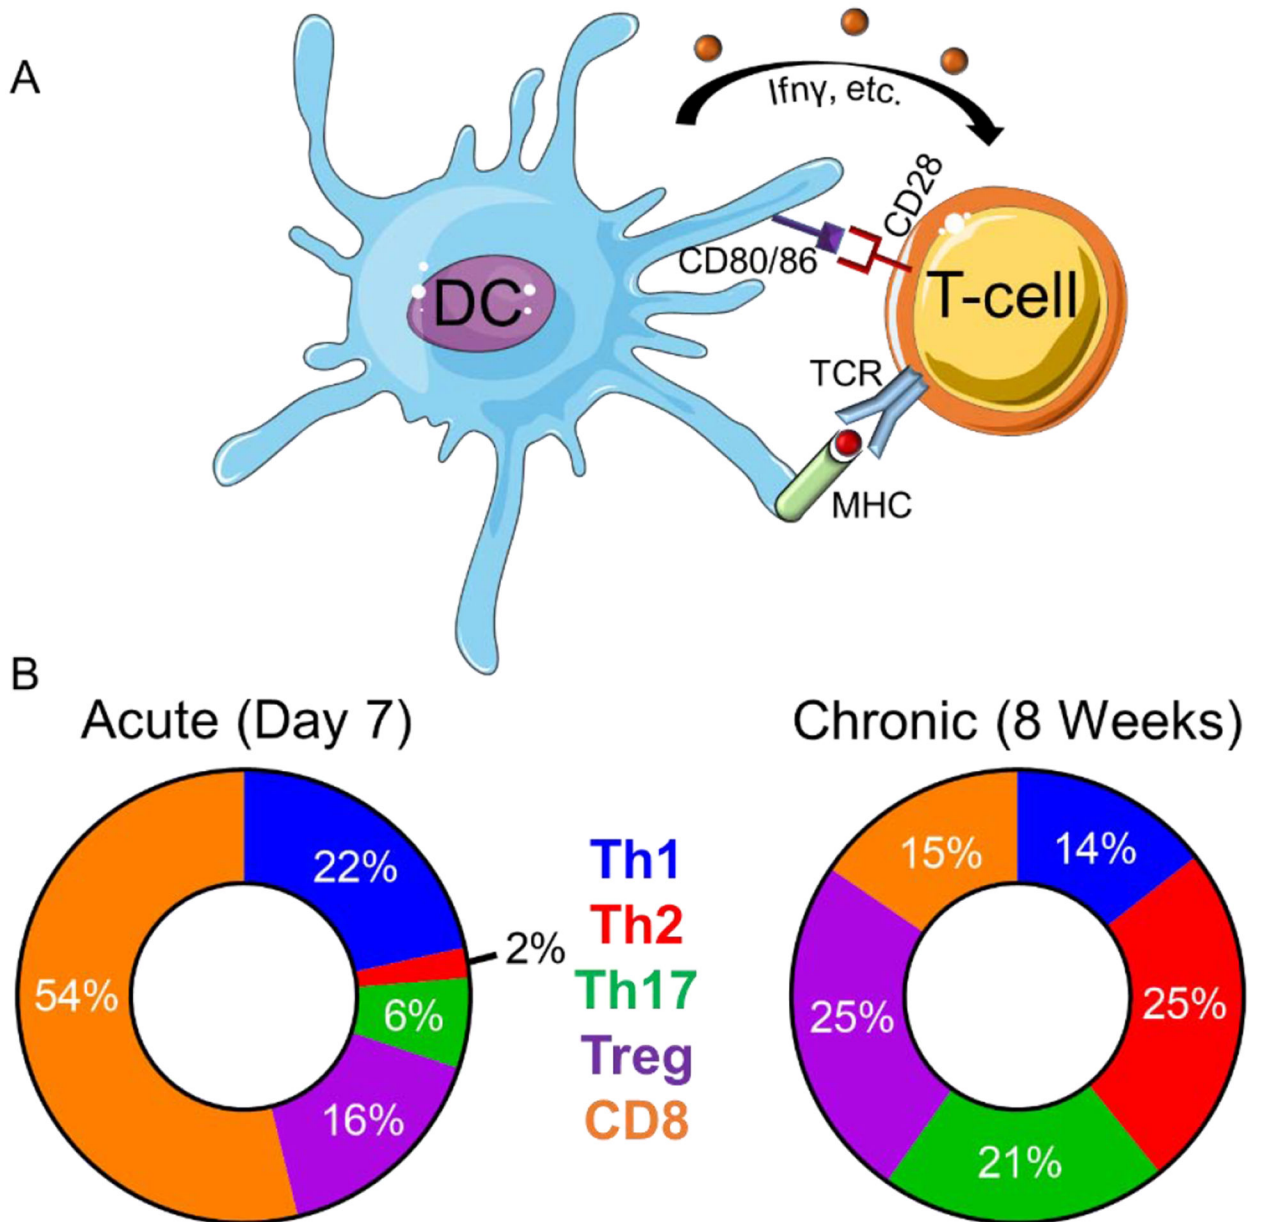 A
Ifnγ, etc.
CD28
CD80/86
DC
T-cell
TCR
MHC
B
Acute (Day 7)
Chronic (8 Weeks)
22%
2%
6%
16%
54%
Th1
Th2
Th17
Treg
CD8
14%
25%
21%
25%
15%